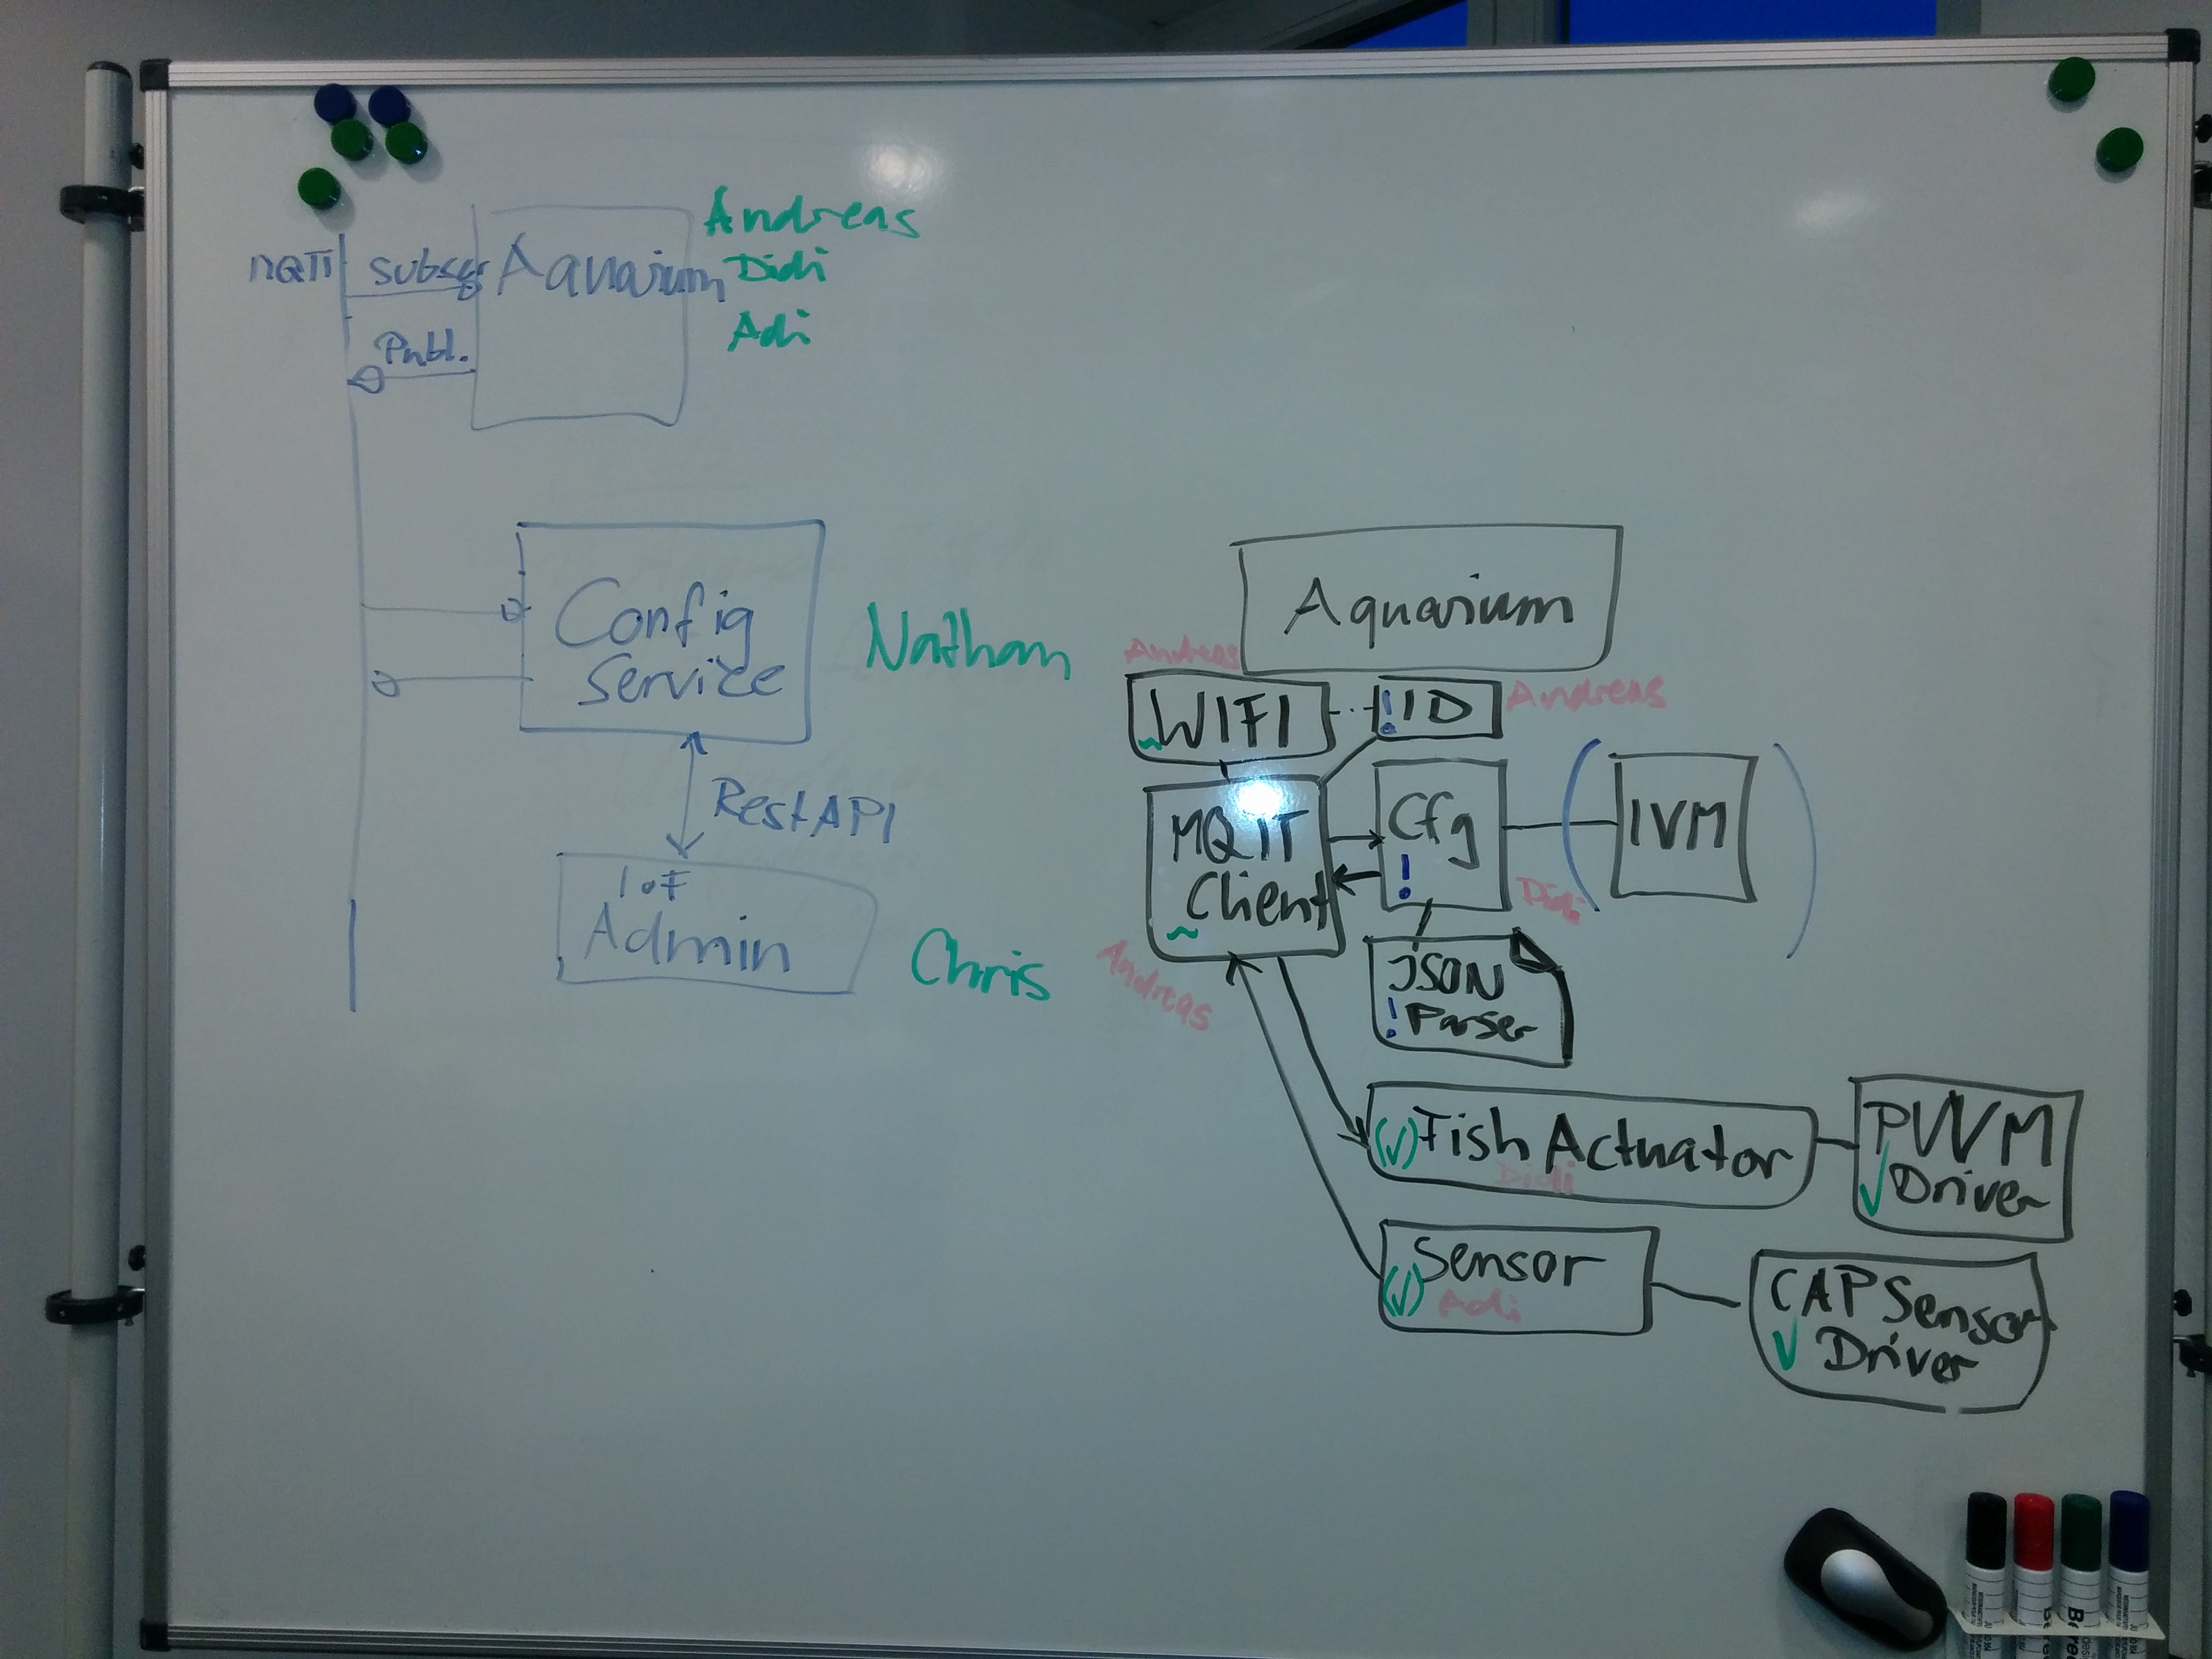 MQTT
subscr
Aquarium
Andreas
Didi
Adi
Publ.
Config
Service
Nathan
RestAPI
IoT
Admin
Chris
Aquarium
Andreas
WIFI
! ID
Andreas
MQTT
Client
Andreas
Cfg
!
Didi
IVM
JSON
! Parser
(✓) Fish Actuator
Didi
PWM
✓ Driver
Sensor
(✓) Adi
CAP Sensor
✓ Driver